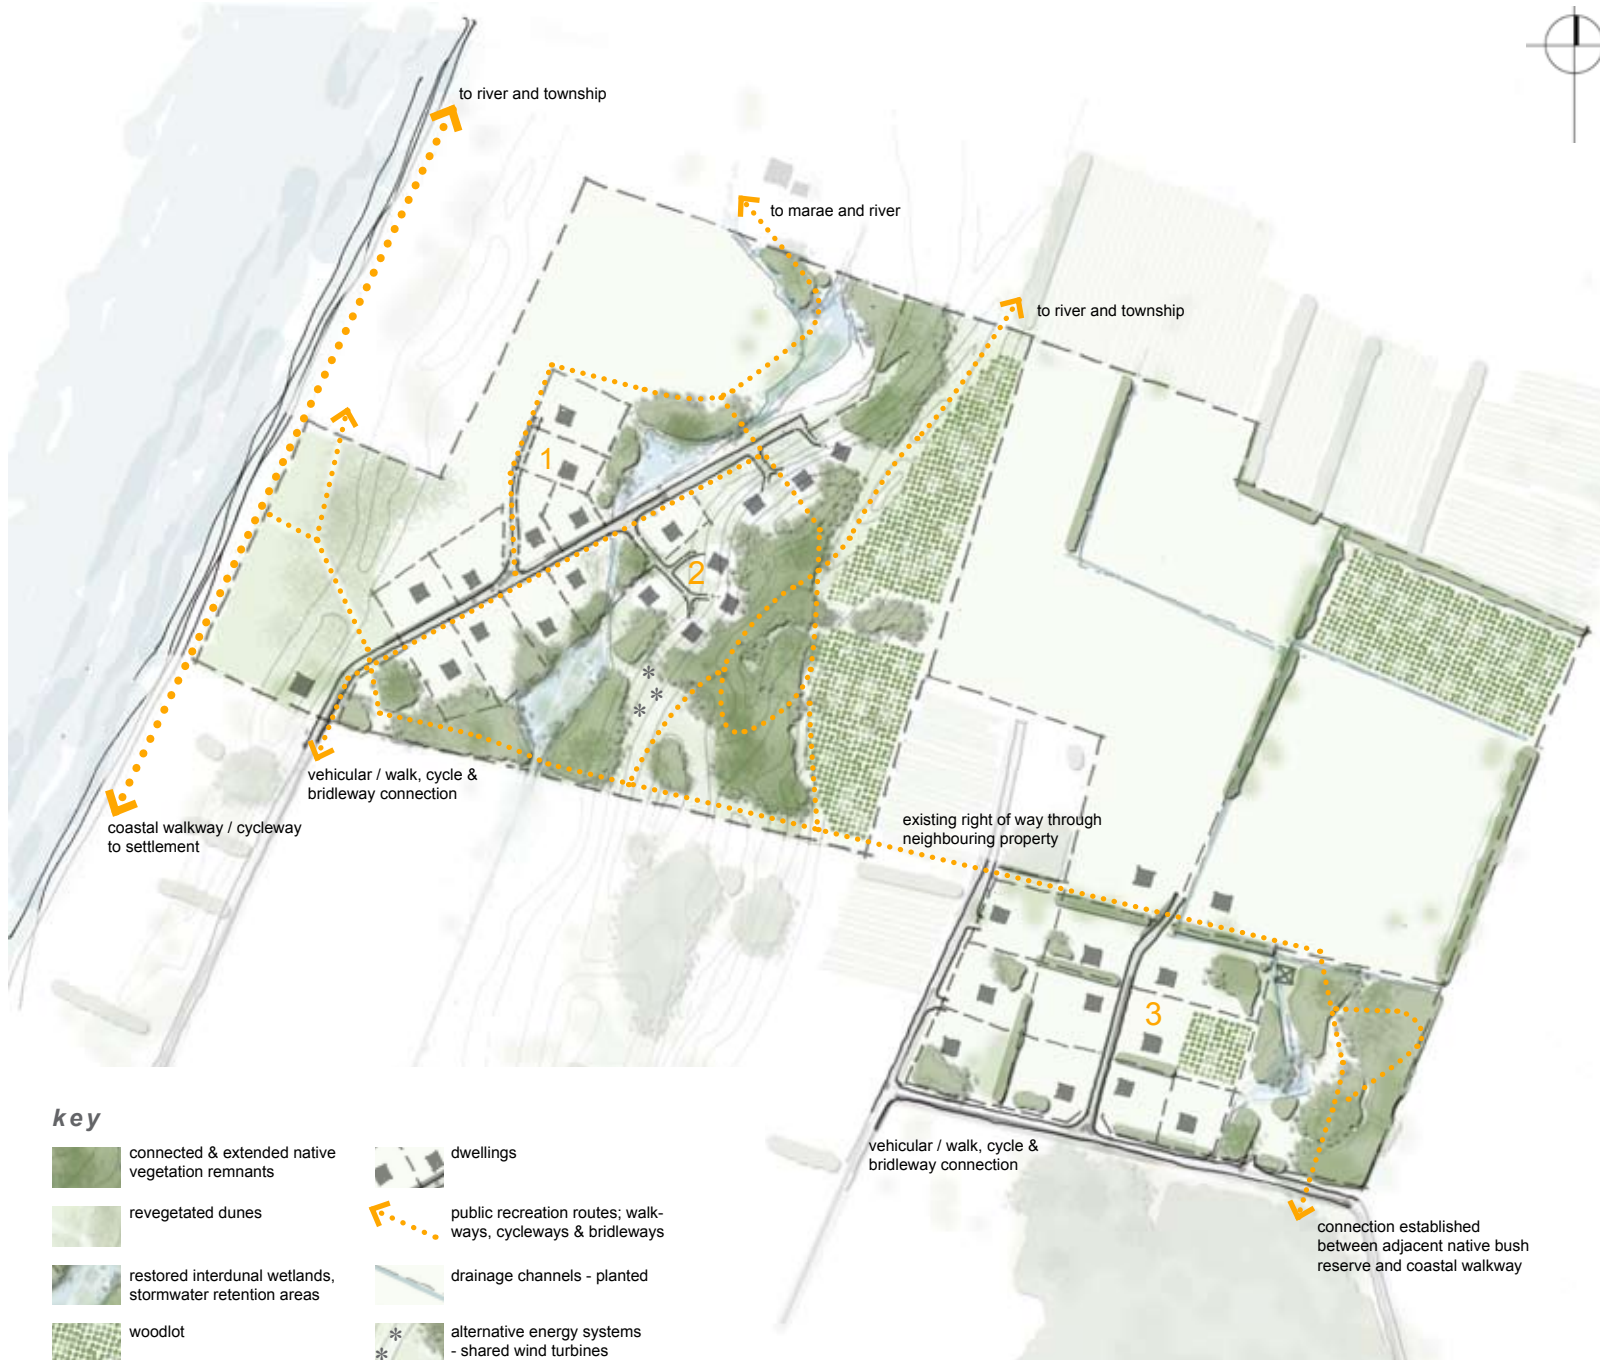 to river and township
to marae and river
to river and township
1
2
vehicular / walk, cycle &
bridleway connection
coastal walkway / cycleway
to settlement
existing right of way through
neighbouring property
3
vehicular / walk, cycle &
bridleway connection
connection established
between adjacent native bush
reserve and coastal walkway
key
connected & extended native
vegetation remnants
revegetated dunes
restored interdunal wetlands,
stormwater retention areas
woodlot
dwellings
public recreation routes; walk-
ways, cycleways & bridleways
drainage channels - planted
alternative energy systems
- shared wind turbines